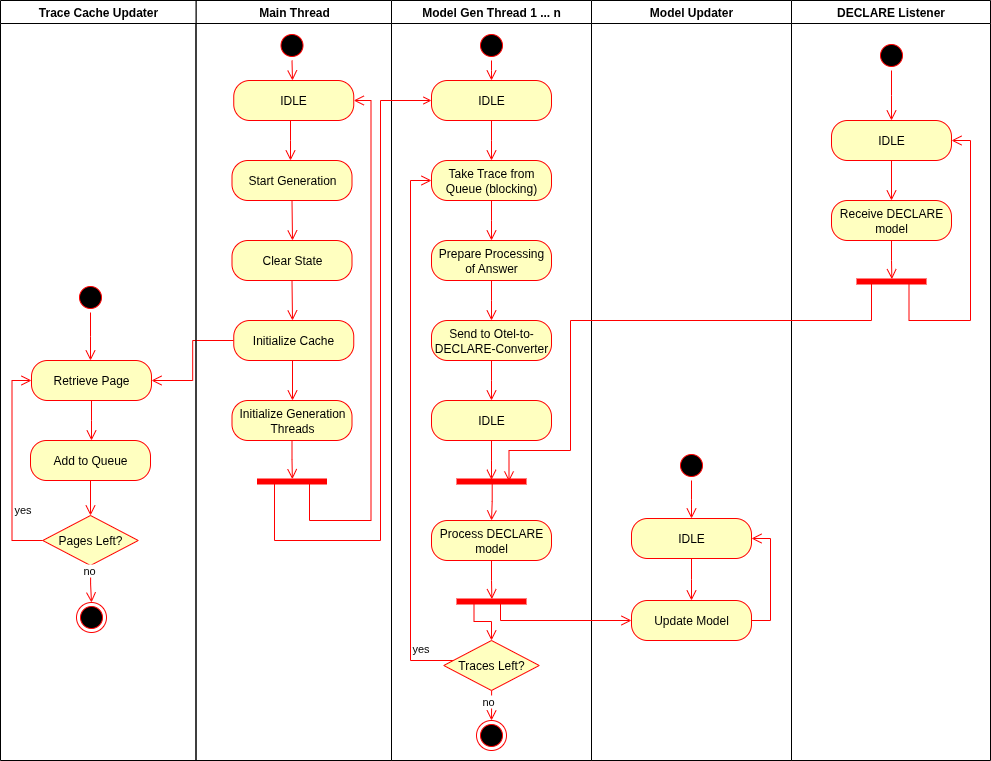 Trace Cache Updater
Main Thread
Model Gen Thread 1 ... n
Model Updater
DECLARE Listener
Retrieve Page
Add to Queue
yes
Pages Left?
no
IDLE
Start Generation
Clear State
Initialize Cache
Initialize Generation
Threads
IDLE
Take Trace from
Queue (blocking)
Prepare Processing
of Answer
Send to Otel-to-
DECLARE-Converter
IDLE
Process DECLARE
model
yes
Traces Left?
no
IDLE
Update Model
IDLE
Receive DECLARE
model